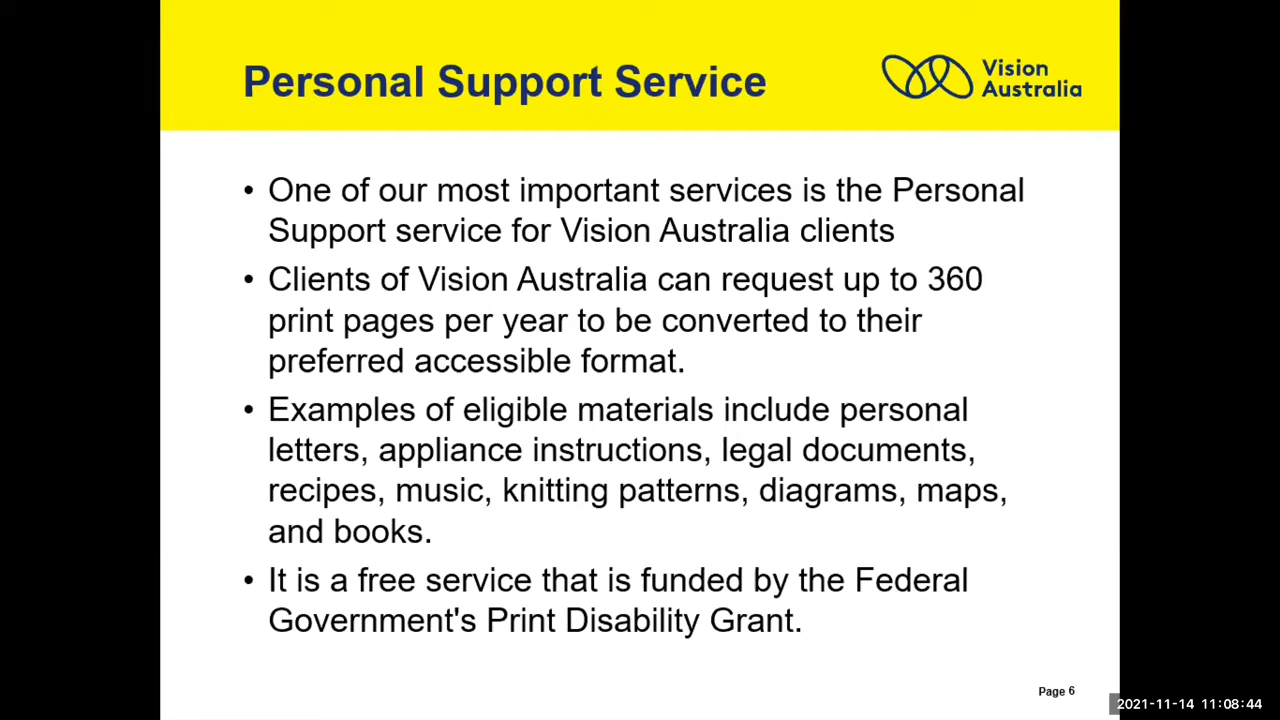 Personal Support Service
Vision
Australia
• One of our most important services is the Personal
Support service for Vision Australia clients
• Clients of Vision Australia can request up to 360
print pages per year to be converted to their
preferred accessible format.
• Examples of eligible materials include personal
letters, appliance instructions, legal documents,
recipes, music, knitting patterns, diagrams, maps,
and books.
• It is a free service that is funded by the Federal
Government's Print Disability Grant.
Page 6
2021-11-14 11:08:44